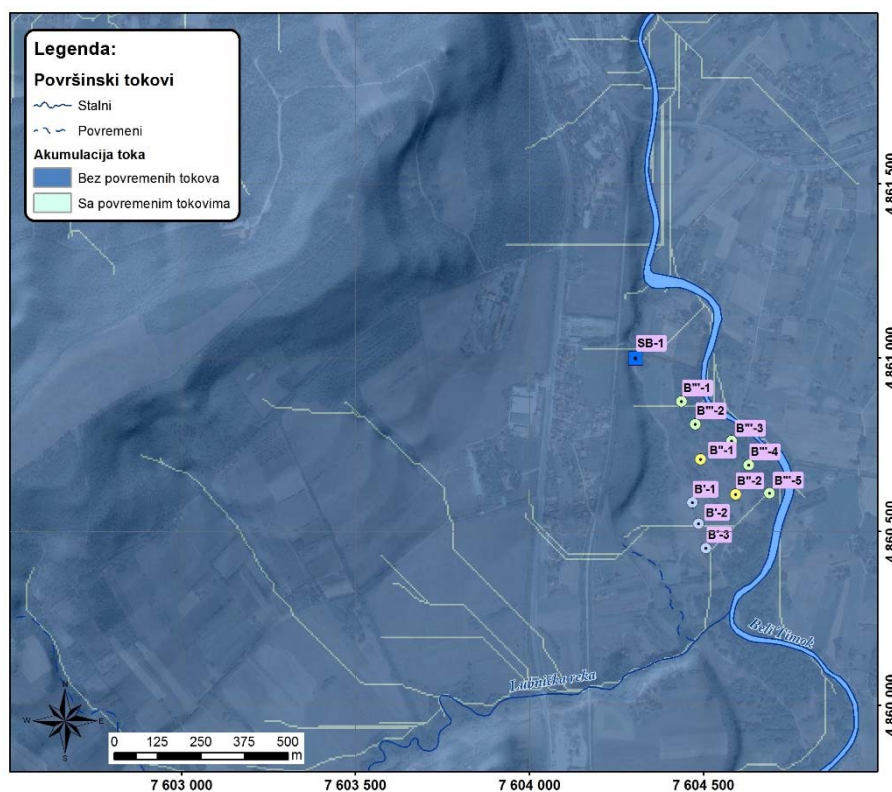 Legenda:
Površinski tokovi
Stalni
Povremeni
Akumulacija toka
Bez povremenih tokova
Sa povremenim tokovima
4 861 500
SB-1
4 861 000
B'''-1
B'''-2
B'''-3
B''-1
B'''-4
B''-2
B'''-5
B'-1
B'-2
B'-3
4 860 500
Beli Timok
Lubnička reka
4 860 000
N
W
E
S
0 125 250 375 500
m
7 603 000 7 603 500 7 604 000 7 604 500